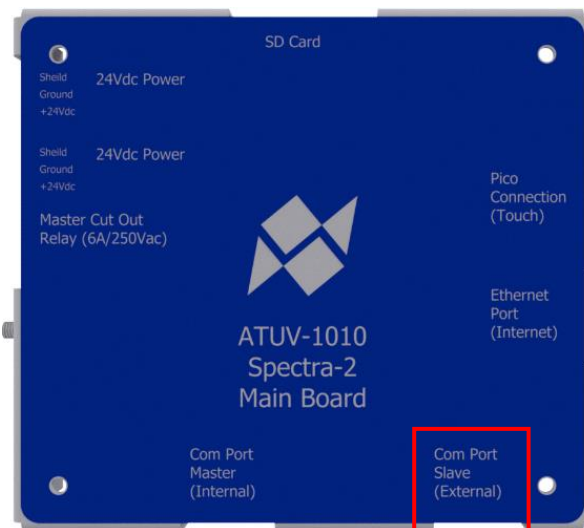 SD Card
Sheild
Ground
+24Vdc
24Vdc Power
Sheild
Ground
+24Vdc
24Vdc Power
Master Cut Out
Relay (6A/250Vac)
Pico
Connection
(Touch)
Ethernet
Port
(Internet)
ATUV-1010
Spectra-2
Main Board
Com Port
Master
(Internal)
Com Port
Slave
(External)